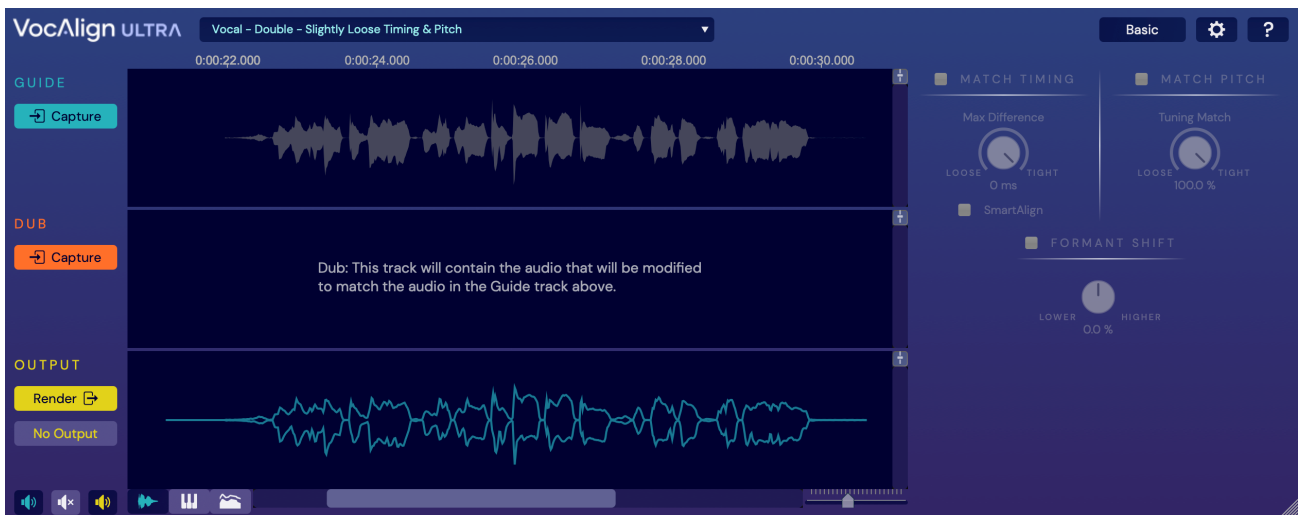 VocAlign ULTRA
Vocal - Double - Slightly Loose Timing & Pitch
Basic
?
0:00:22.000 0:00:24.000 0:00:26.000 0:00:28.000 0:00:30.000
GUIDE
Capture
MATCH TIMING
MATCH PITCH
Max Difference
Tuning Match
LOOSE TIGHT
0 ms
LOOSE TIGHT
100.0 %
SmartAlign
DUB
Capture
Dub: This track will contain the audio that will be modified
to match the audio in the Guide track above.
FORMANT SHIFT
LOWER HIGHER
0.0 %
OUTPUT
Render
No Output